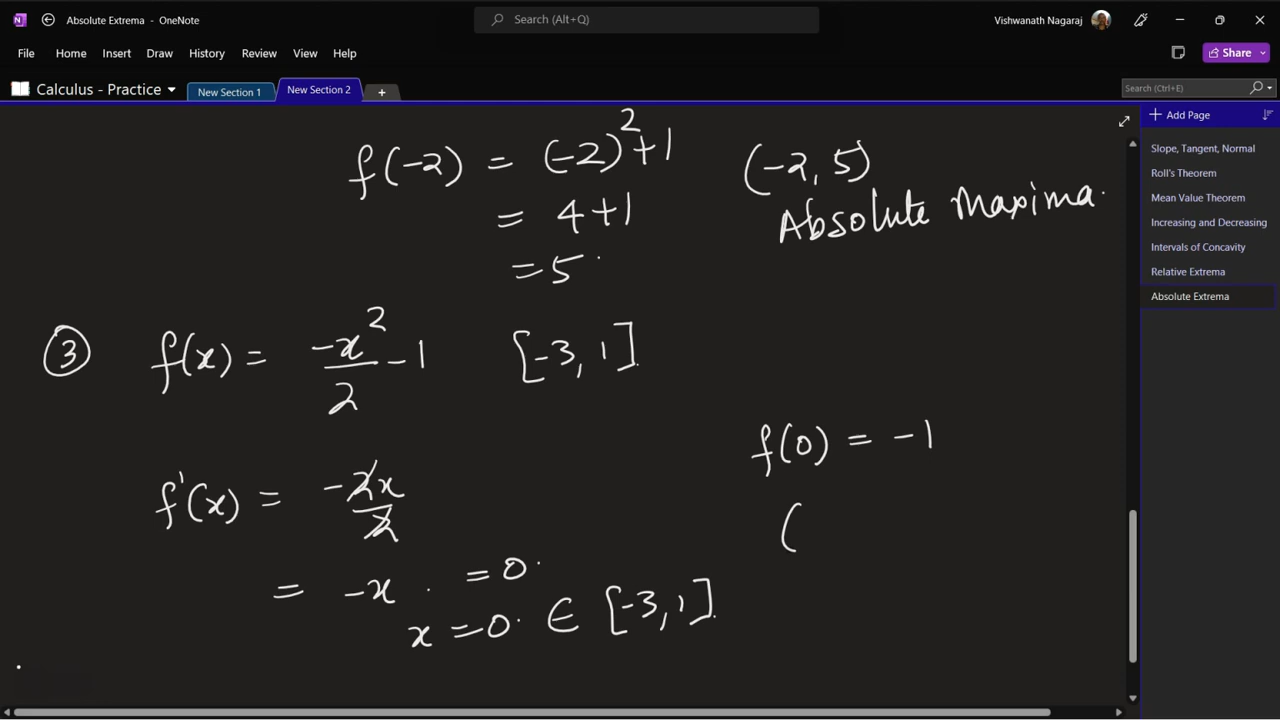 Absolute Extrema - OneNote
Search (Alt+Q)
Vishwanath Nagaraj
File Home Insert Draw History Review View Help
Share
Calculus - Practice
New Section 1
New Section 2
+
Search (Ctrl+E)
f(-2) = (-2)²+1 (-2, 5)
= 4+1 Absolute Maxima.
= 5
③ f(x) = -x²/2 - 1 [-3, 1]
f(0) = -1
f'(x) = -2x/2
(
= -x = 0
x = 0 ∈ [-3, 1]
+ Add Page
Slope, Tangent, Normal
Roll's Theorem
Mean Value Theorem
Increasing and Decreasing
Intervals of Concavity
Relative Extrema
Absolute Extrema